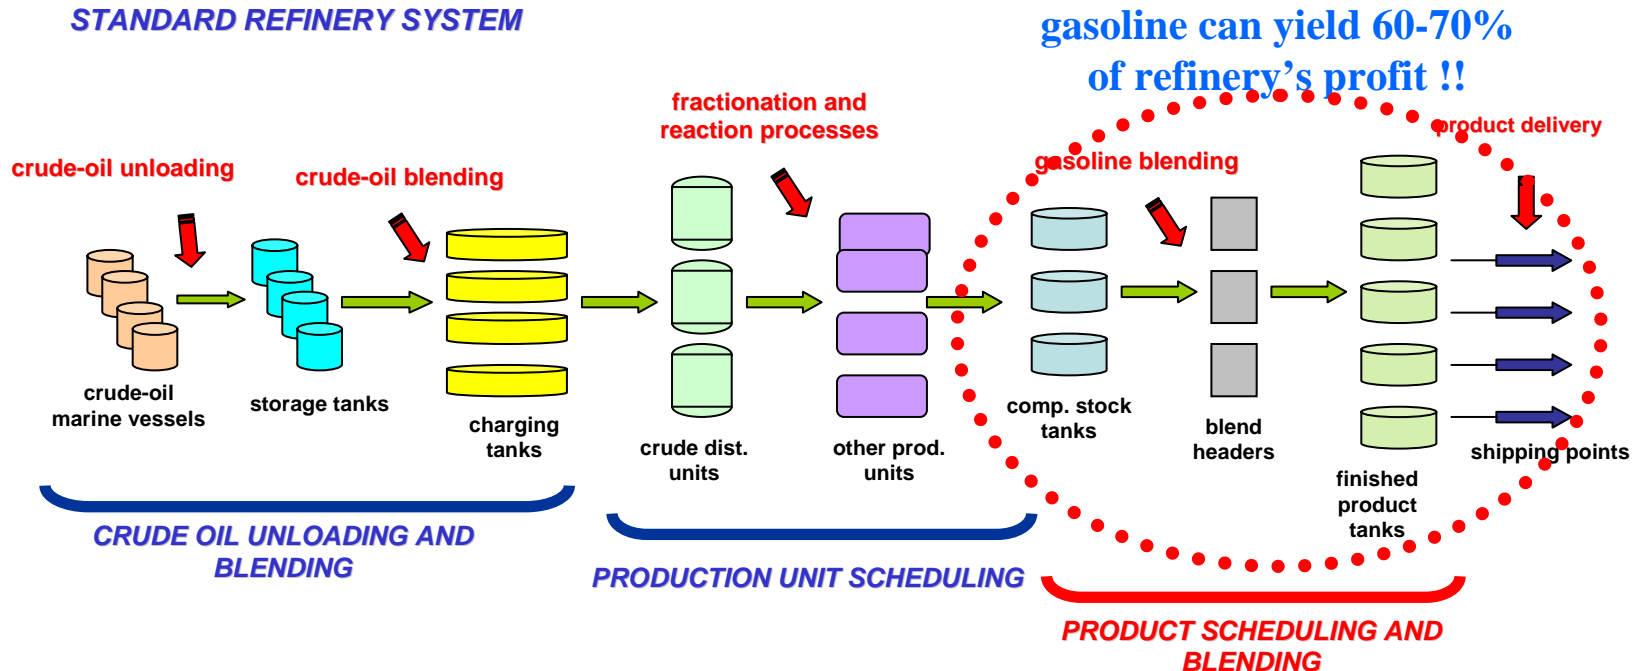 STANDARD REFINERY SYSTEM
gasoline can yield 60-70%
of refinery's profit !!
fractionation and
reaction processes
product delivery
crude-oil unloading
crude-oil blending
gasoline blending
crude-oil
marine vessels
storage tanks
charging
tanks
crude dist.
units
other prod.
units
comp. stock
tanks
blend
headers
finished
product
tanks
shipping points
CRUDE OIL UNLOADING AND
BLENDING
PRODUCTION UNIT SCHEDULING
PRODUCT SCHEDULING AND
BLENDING